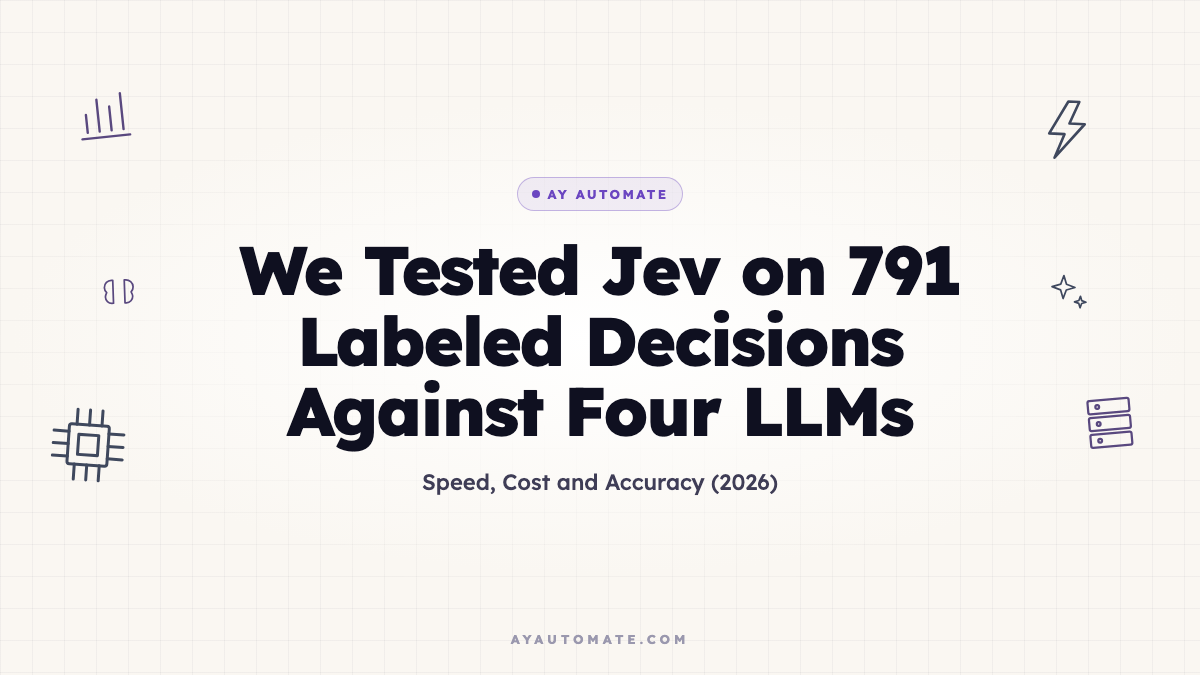 AY AUTOMATE
We Tested Jev on 791
Labeled Decisions
Against Four LLMs
Speed, Cost and Accuracy (2026)
AYAUTOMATE.COM